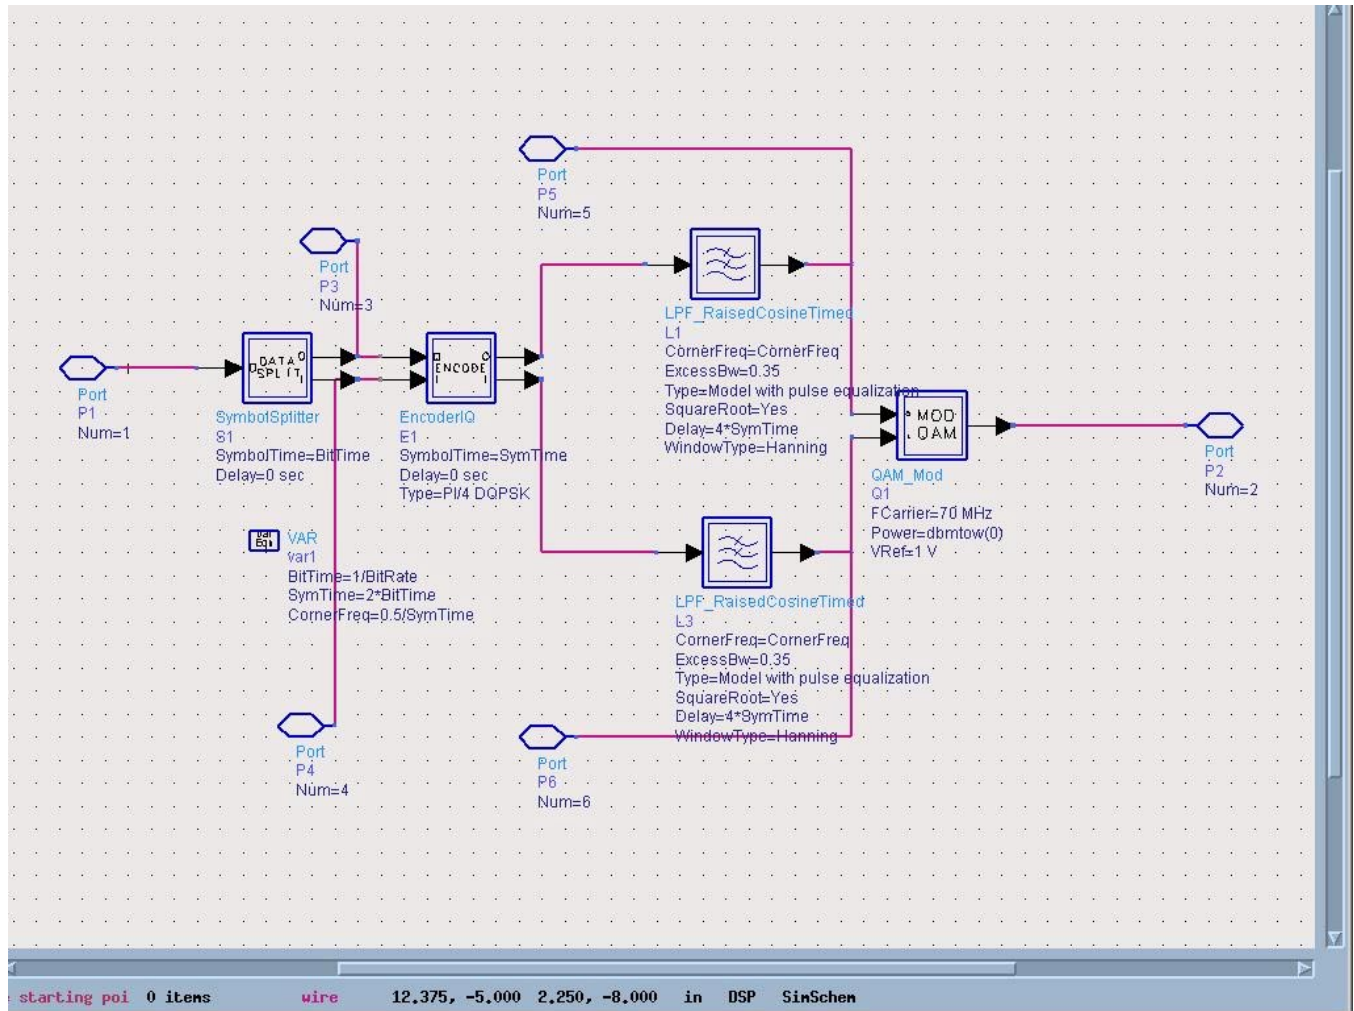 Port
P5
Num=5
Port
P3
Num=3
LPF_RaisedCosineTimed
L1
CornerFreq=CornerFreq
ExcessBw=0.35
Type=Model with pulse equalization
SquareRoot=Yes
Delay=4*SymTime
WindowType=Hanning
DATA
SPLIT
ENCODE
Port
P1
Num=1
SymbolSplitter
S1
SymbolTime=BitTime
Delay=0 sec
EncoderIQ
E1
SymbolTime=SymTime
Delay=0 sec
Type=PI/4 DQPSK
MOD
QAM
QAM_Mod
Q1
FCarrier=70 MHz
Power=dbmtow(0)
VRef=1 V
Port
P2
Num=2
Var
Eqn
VAR
var1
BitTime=1/BitRate
SymTime=2*BitTime
CornerFreq=0.5/SymTime
LPF_RaisedCosineTimed
L3
CornerFreq=CornerFreq
ExcessBw=0.35
Type=Model with pulse equalization
SquareRoot=Yes
Delay=4*SymTime
WindowType=Hanning
Port
P4
Num=4
Port
P6
Num=6
starting poi 0 items wire 12.375, -5.000 2.250, -8.000 in DSP SimSchem